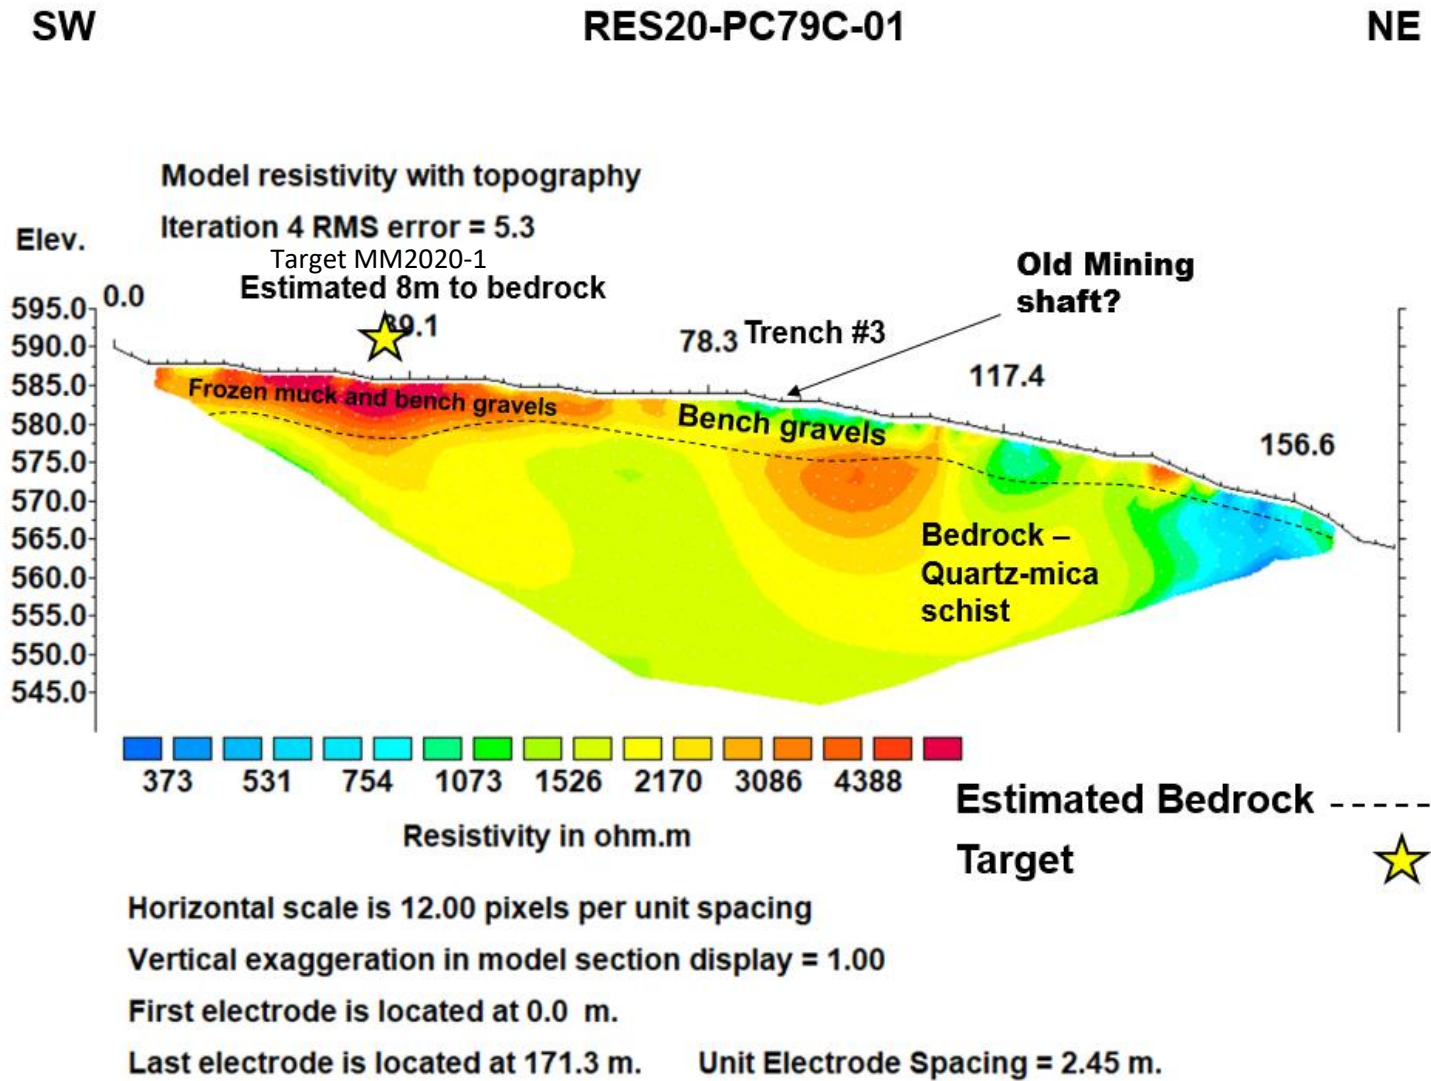 SW RES20-PC79C-01 NE
Model resistivity with topography
Elev. Iteration 4 RMS error = 5.3
Target MM2020-1
Estimated 8m to bedrock
Old Mining
shaft?
595.0 0.0
39.1
590.0
78.3 Trench #3
117.4
585.0
Frozen muck and bench gravels
580.0
Bench gravels
156.6
575.0
570.0
565.0
Bedrock –
560.0
Quartz-mica
555.0
schist
550.0
545.0
373 531 754 1073 1526 2170 3086 4388
Resistivity in ohm.m
Estimated Bedrock -----
Target
Horizontal scale is 12.00 pixels per unit spacing
Vertical exaggeration in model section display = 1.00
First electrode is located at 0.0 m.
Last electrode is located at 171.3 m. Unit Electrode Spacing = 2.45 m.